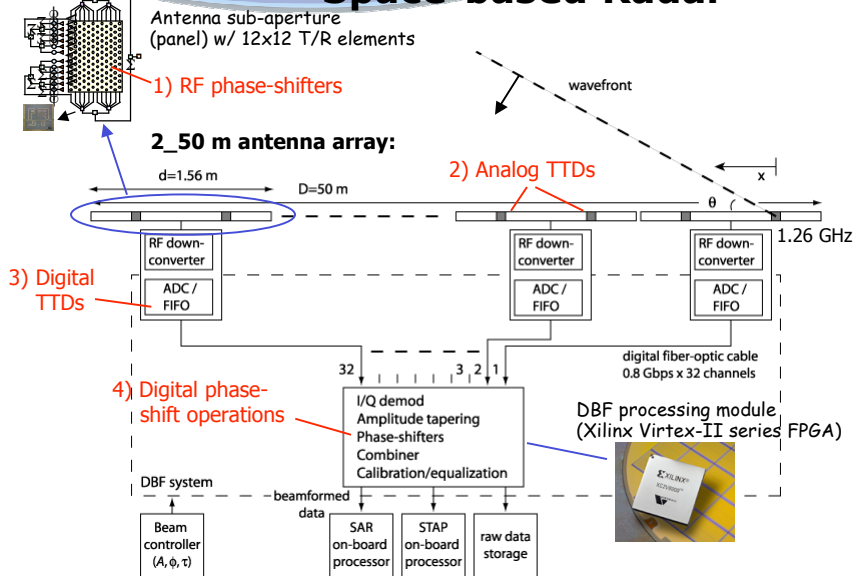 Space-based Radar
Antenna sub-aperture
(panel) w/ 12x12 T/R elements
1) RF phase-shifters
wavefront
2_50 m antenna array:
d=1.56 m
D=50 m
2) Analog TTDs
x
θ
1.26 GHz
RF down-
converter
ADC /
FIFO
RF down-
converter
ADC /
FIFO
RF down-
converter
ADC /
FIFO
3) Digital
TTDs
digital fiber-optic cable
0.8 Gbps x 32 channels
32
3
2
1
4) Digital phase-
shift operations
I/Q demod
Amplitude tapering
Phase-shifters
Combiner
Calibration/equalization
DBF processing module
(Xilinx Virtex-II series FPGA)
XILINX®
DBF system
beamformed
data
Beam
controller
(A, ϕ, τ)
SAR
on-board
processor
STAP
on-board
processor
raw data
storage